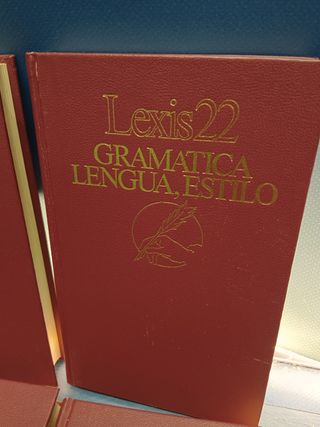 Lexis 22
GRAMATICA
LENGUA, ESTILO